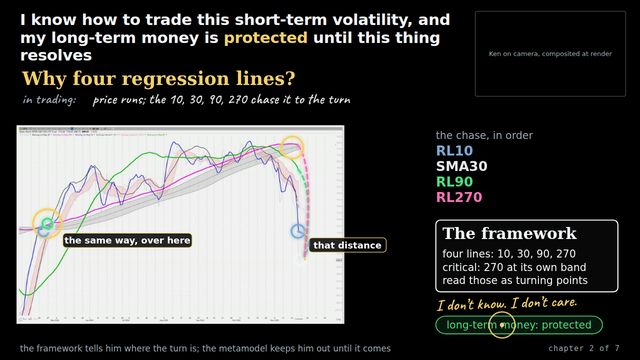 I know how to trade this short-term volatility, and
my long-term money is protected until this thing
resolves
Ken on camera, composited at render
Why four regression lines?
in trading: price runs; the 10, 30, 90, 270 chase it to the turn
the same way, over here
that distance
the chase, in order
RL10
SMA30
RL90
RL270
The framework
four lines: 10, 30, 90, 270
critical: 270 at its own band
read those as turning points
I don't know. I don't care.
long-term money: protected
the framework tells him where the turn is; the metamodel keeps him out until it comes
chapter 2 of 7